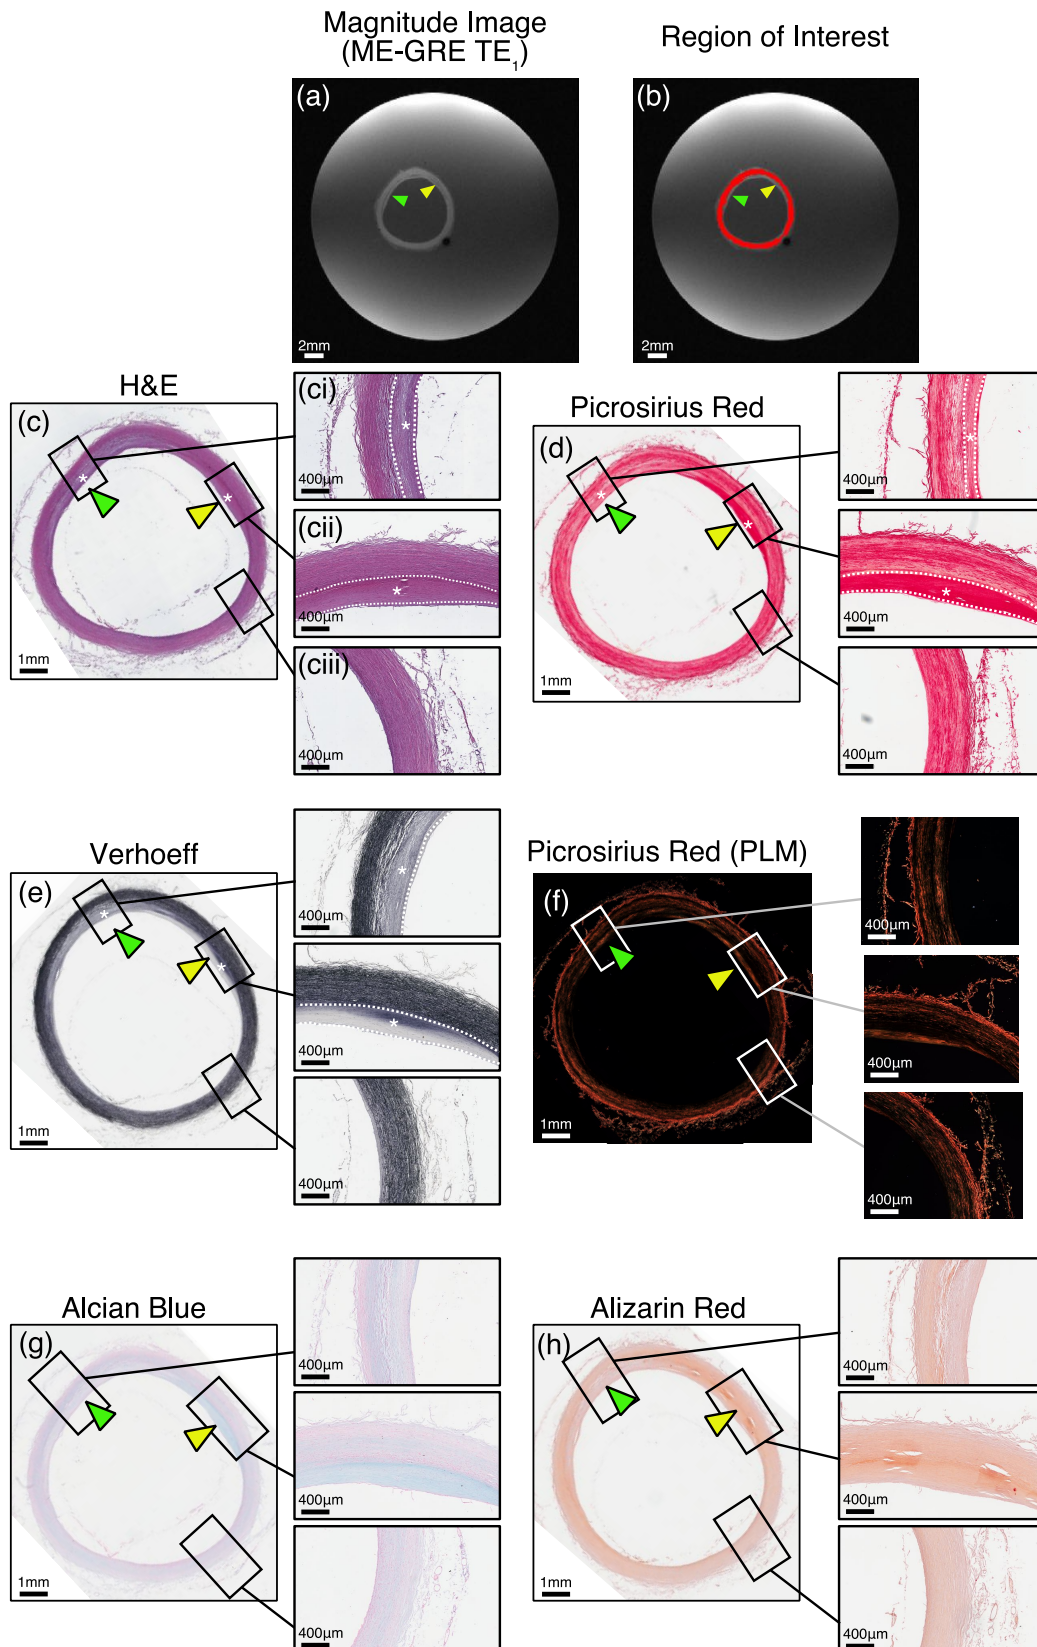 Magnitude Image
(ME-GRE TE1)
Region of Interest
(a)
2mm
(b)
2mm
H&E
(c)
1mm
(ci)
*
400µm
(cii)
*
400µm
(ciii)
400µm
Picrosirius Red
(d)
1mm
*
400µm
*
400µm
400µm
Verhoeff
(e)
1mm
*
400µm
*
400µm
400µm
Picrosirius Red (PLM)
(f)
1mm
400µm
400µm
400µm
Alcian Blue
(g)
1mm
400µm
400µm
400µm
Alizarin Red
(h)
1mm
400µm
400µm
400µm